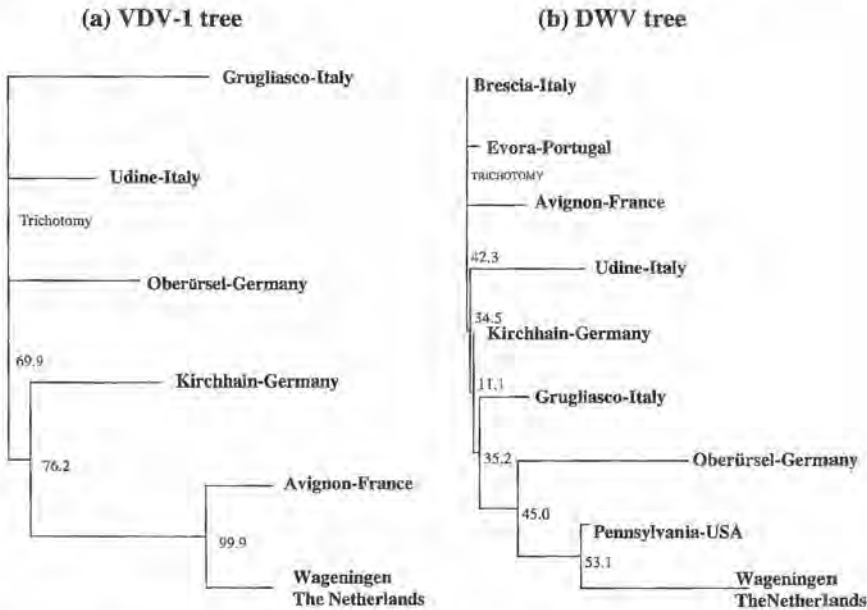 (a) VDV-1 tree
Grugliasco-Italy
Udine-Italy
Trichotomy
Oberürsel-Germany
69.9
Kirchhain-Germany
76.2
Avignon-France
99.9
Wageningen
The Netherlands
(b) DWV tree
Brescia-Italy
Evora-Portugal
TRICHOTOMY
Avignon-France
42.3
Udine-Italy
34.5
Kirchhain-Germany
11.1
Grugliasco-Italy
35.2
Oberürsel-Germany
45.0
Pennsylvania-USA
53.1
Wageningen
TheNetherlands